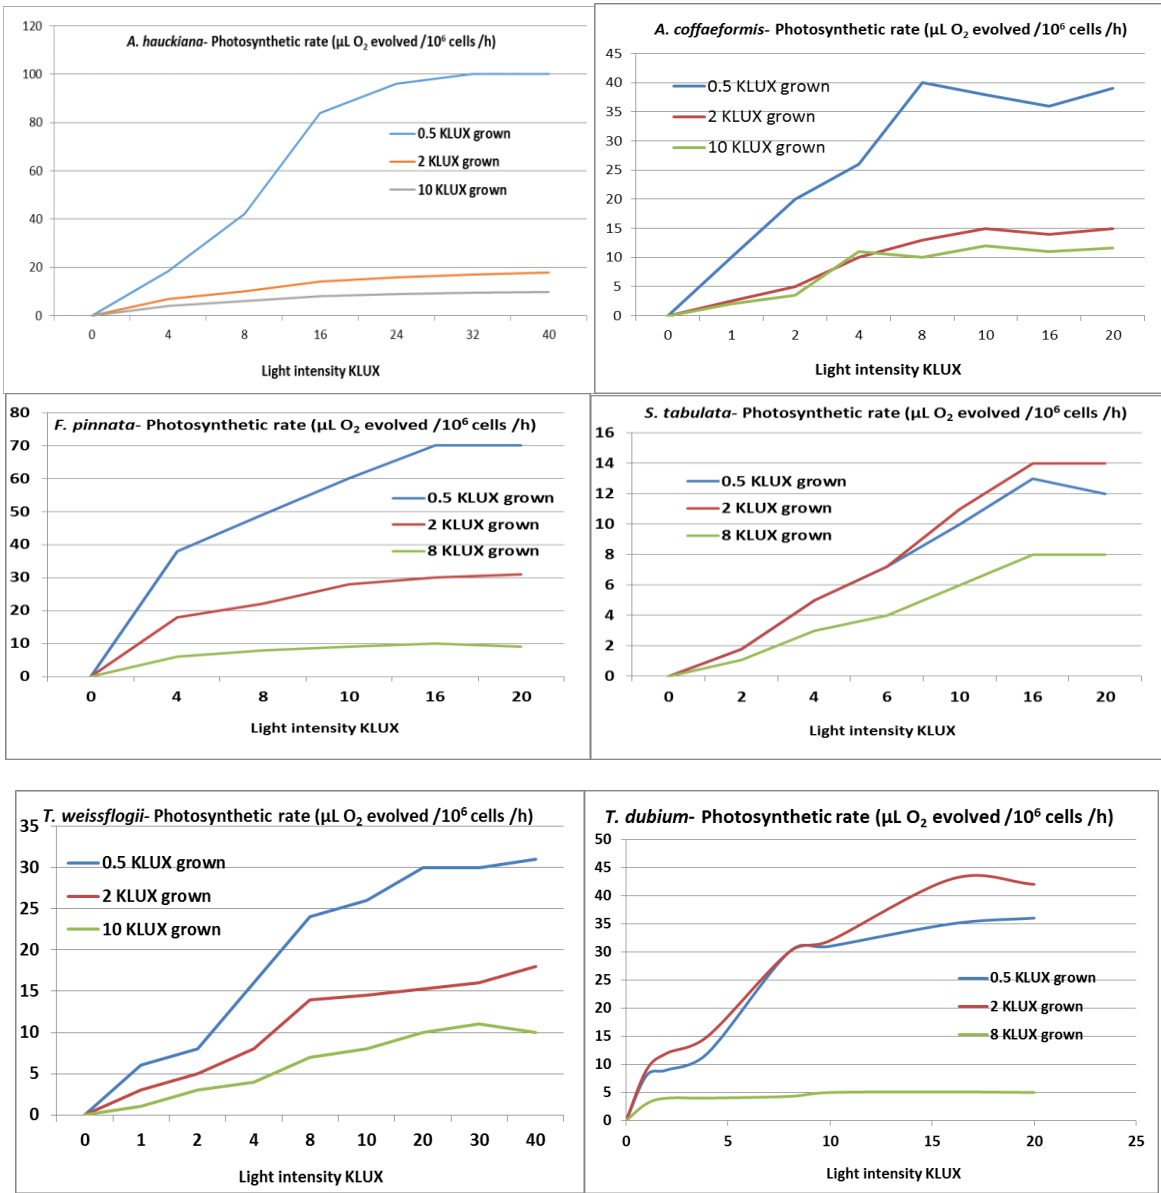 A. hauckiana- Photosynthetic rate (µL O2 evolved /10⁶ cells /h)
120
100
80
60
40
20
0
0.5 KLUX grown
2 KLUX grown
10 KLUX grown
0 4 8 16 24 32 40
Light intensity KLUX
A. coffaeformis- Photosynthetic rate (µL O2 evolved /10⁶ cells /h)
45
40
35
30
25
20
15
10
5
0
0.5 KLUX grown
2 KLUX grown
10 KLUX grown
0 1 2 4 8 10 16 20
Light intensity KLUX
F. pinnata- Photosynthetic rate (µL O2 evolved /10⁶ cells /h)
80
70
60
50
40
30
20
10
0
0.5 KLUX grown
2 KLUX grown
8 KLUX grown
0 4 8 10 16 20
Light intensity KLUX
S. tabulata- Photosynthetic rate (µL O2 evolved /10⁶ cells /h)
16
14
12
10
8
6
4
2
0
0.5 KLUX grown
2 KLUX grown
8 KLUX grown
0 2 4 6 10 16 20
Light intensity KLUX
T. weissflogii- Photosynthetic rate (µL O2 evolved /10⁶ cells /h)
35
30
25
20
15
10
5
0
0.5 KLUX grown
2 KLUX grown
10 KLUX grown
0 1 2 4 8 10 20 30 40
Light intensity KLUX
T. dubium- Photosynthetic rate (µL O2 evolved /10⁶ cells /h)
50
45
40
35
30
25
20
15
10
5
0
0.5 KLUX grown
2 KLUX grown
8 KLUX grown
0 5 10 15 20 25
Light intensity KLUX